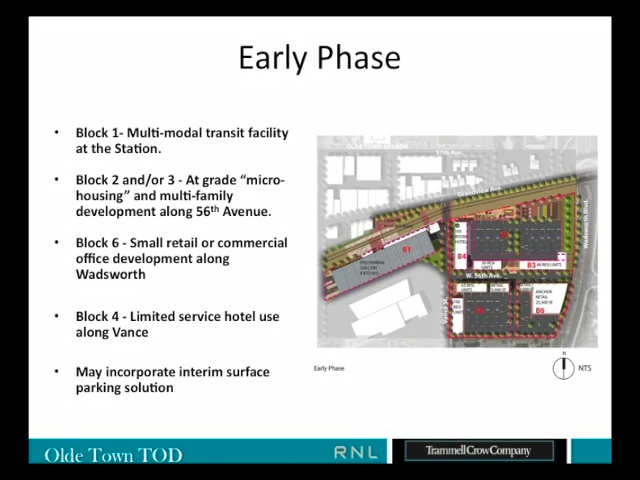 Early Phase
• Block 1- Multi-modal transit facility
at the Station.
• Block 2 and/or 3 - At grade “micro-
housing” and multi-family
development along 56th Avenue.
• Block 6 - Small retail or commercial
office development along
Wadsworth
• Block 4 - Limited service hotel use
along Vance
• May incorporate interim surface
parking solution
57th Ave.
Grandview Ave.
Wadsworth Blvd.
B1
B4
B3
W. 56th Ave.
Vance St.
ANCHOR
RETAIL
B6
Early Phase
N
NTS
Olde Town TOD
RNL
TrammellCrowCompany